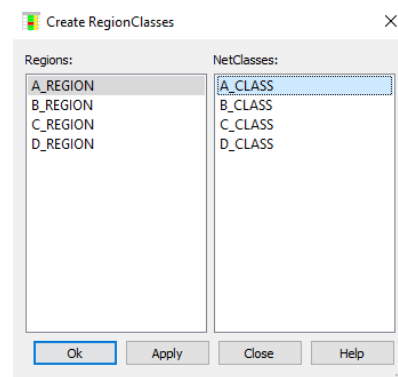 Create RegionClasses
Regions:
A_REGION
B_REGION
C_REGION
D_REGION
NetClasses:
A_CLASS
B_CLASS
C_CLASS
D_CLASS
Ok Apply Close Help